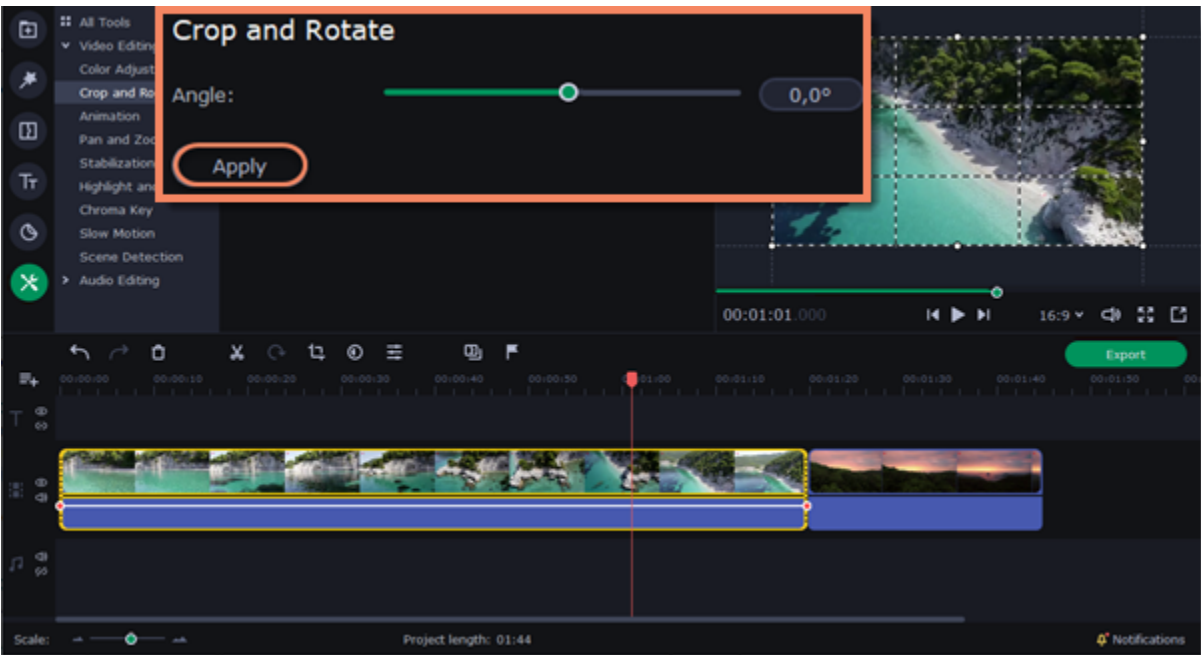 All Tools
Video Editing
Color Adjust
Crop and Ro
Animation
Pan and Zoo
Stabilization
Highlight an
Chroma Key
Slow Motion
Scene Detection
Audio Editing
Crop and Rotate
Angle:
0,0°
Apply
00:01:01.000
16:9
Export
00:00:00 00:00:10 00:00:20 00:00:30 00:00:40 00:00:50 01:00 00:01:10 00:01:20 00:01:30 00:01:40 00:01:50 00:
Scale:
Project length: 01:44
Notifications